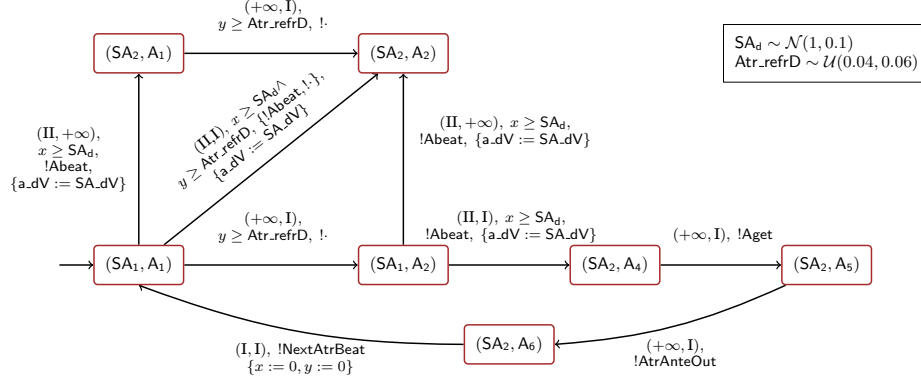 (+∞, I),
y ≥ Atr_refrD, !·
(SA₂, A₁)
(SA₂, A₂)
SA_d ∼ 𝒩(1, 0.1)
Atr_refrD ∼ 𝒰(0.04, 0.06)
(II, +∞),
x ≥ SA_d,
!Abeat,
{a_dV := SA_dV}
(II,I), x ≥ SA_d∧
y ≥ Atr_refrD, {!Abeat,!·},
{a_dV := SA_dV}
(II, +∞), x ≥ SA_d,
!Abeat, {a_dV := SA_dV}
(+∞, I),
y ≥ Atr_refrD, !·
(II, I), x ≥ SA_d,
!Abeat, {a_dV := SA_dV}
(+∞, I), !Aget
(SA₁, A₁)
(SA₁, A₂)
(SA₂, A₄)
(SA₂, A₅)
(I, I), !NextAtrBeat
{x := 0, y := 0}
(SA₂, A₆)
(+∞, I),
!AtrAnteOut